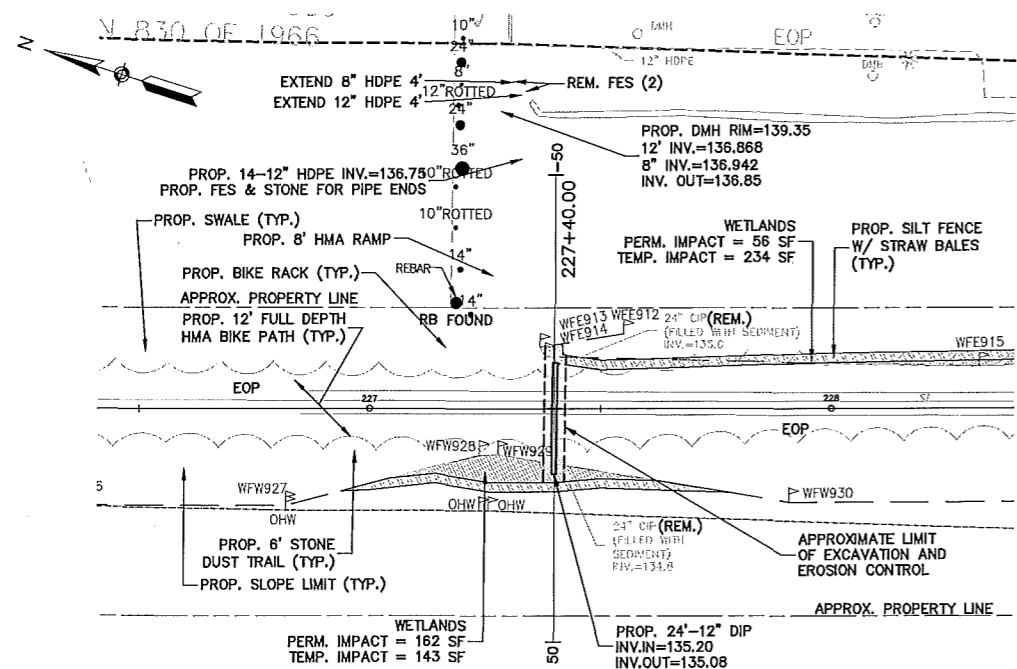 N 830 OF 1966
10"
24"
8"
12"ROTTED
24"
36"
10"ROTTED
10"ROTTED
14"
14"
DMH
EOP
12" HDPE
DMH
N
EXTEND 8" HDPE 4'
EXTEND 12" HDPE 4'
REM. FES (2)
PROP. DMH RIM=139.35
12' INV.=136.868
8" INV.=136.942
INV. OUT=136.85
PROP. 14-12" HDPE INV.=136.75
PROP. FES & STONE FOR PIPE ENDS
-50
227+40.00
PROP. SWALE (TYP.)
PROP. 8' HMA RAMP
WETLANDS
PERM. IMPACT = 56 SF
TEMP. IMPACT = 234 SF
PROP. SILT FENCE
W/ STRAW BALES
(TYP.)
PROP. BIKE RACK (TYP.)
REBAR
APPROX. PROPERTY LINE
RB FOUND
PROP. 12' FULL DEPTH
HMA BIKE PATH (TYP.)
WFE913 WFE912
WFE914
24" CIP (REM.)
(FILLED WITH SEDIMENT)
INV.=135.0
WFE915
EOP
227
228
EOP
WFW928
WFW929
WFW927
WFW930
6
OHW
OHW
OHW
24" CIP (REM.)
(FILLED WITH
SEDIMENT)
INV.=134.8
PROP. 6' STONE
DUST TRAIL (TYP.)
PROP. SLOPE LIMIT (TYP.)
APPROXIMATE LIMIT
OF EXCAVATION AND
EROSION CONTROL
APPROX. PROPERTY LINE
WETLANDS
PERM. IMPACT = 162 SF
TEMP. IMPACT = 143 SF
50
PROP. 24'-12" DIP
INV.IN=135.20
INV.OUT=135.08